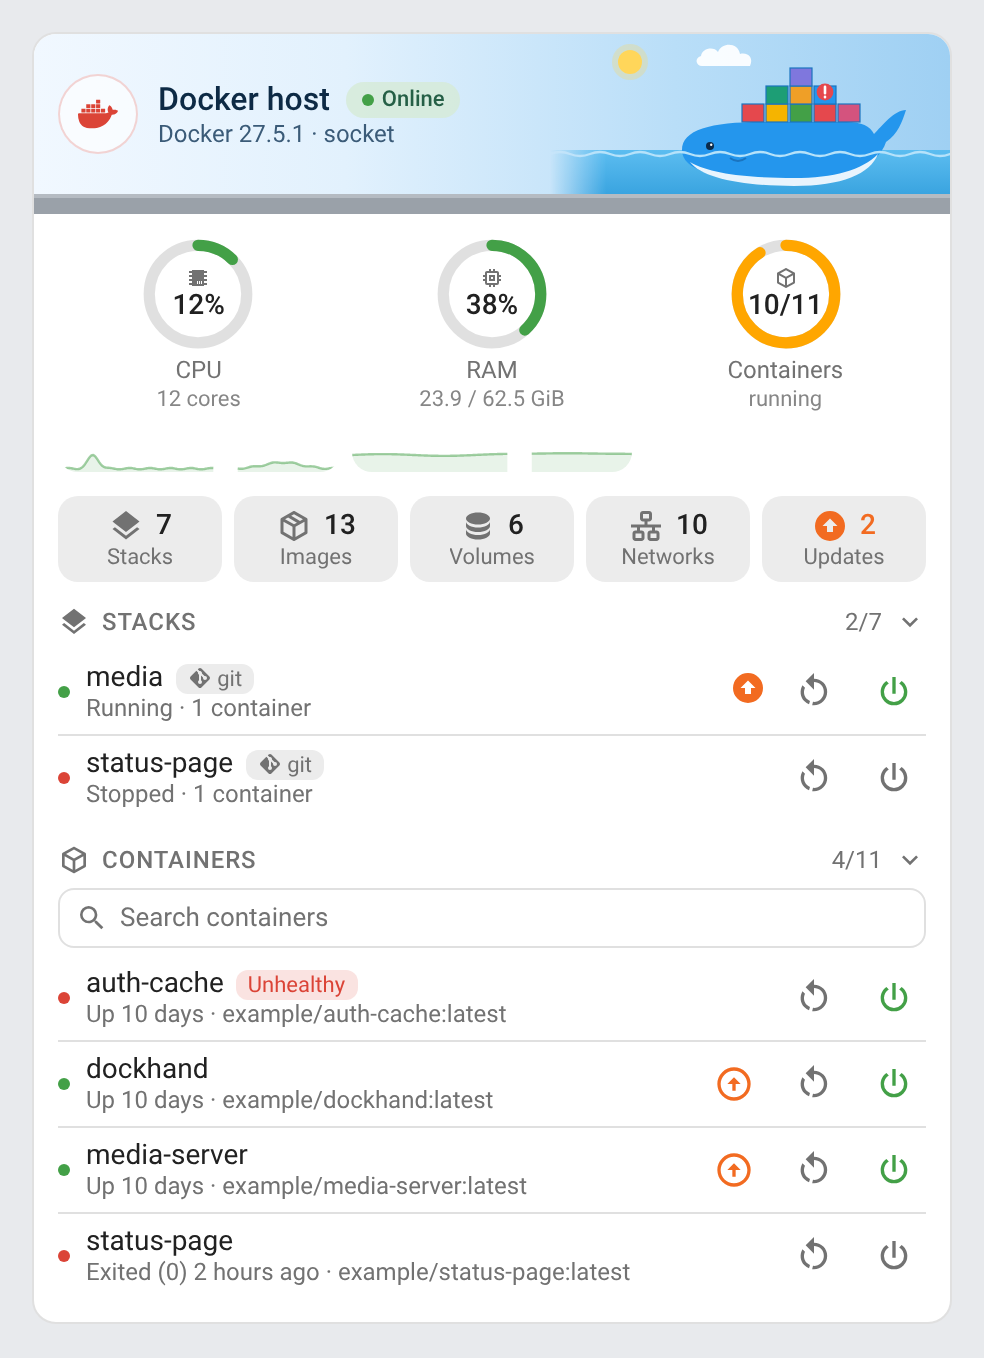 Docker host
Online
Docker 27.5.1 · socket
12%
38%
10/11
CPU
RAM
Containers
12 cores
23.9 / 62.5 GiB
running
7
13
6
10
2
Stacks
Images
Volumes
Networks
Updates
STACKS
2/7
media
git
Running · 1 container
status-page
git
Stopped · 1 container
CONTAINERS
4/11
Search containers
auth-cache
Unhealthy
Up 10 days · example/auth-cache:latest
dockhand
Up 10 days · example/dockhand:latest
media-server
Up 10 days · example/media-server:latest
status-page
Exited (0) 2 hours ago · example/status-page:latest